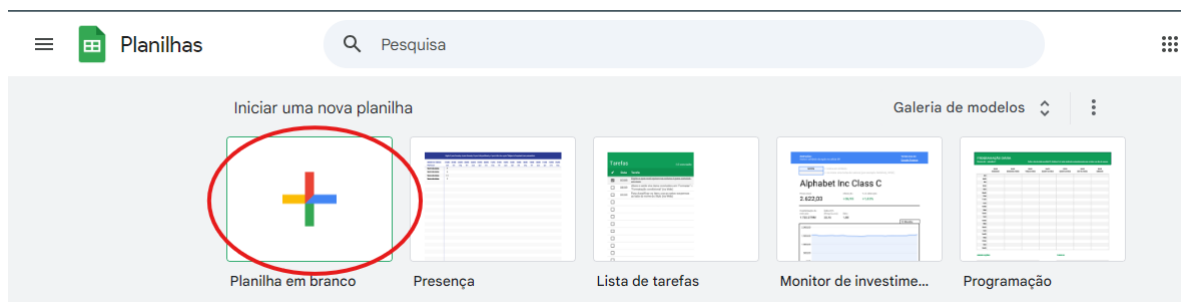 Planilhas
Pesquisa
Iniciar uma nova planilha
Galeria de modelos
Tarefas
Alphabet Inc Class C
2.622,00
Planilha em branco
Presença
Lista de tarefas
Monitor de investime...
Programação